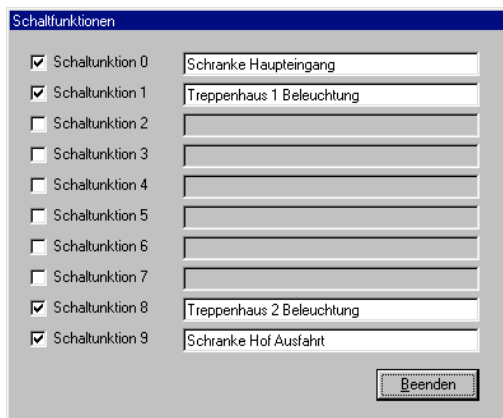 Schaltfunktionen
Schaltunktion 0 Schranke Haupteingang
Schaltunktion 1 Treppenhaus 1 Beleuchtung
Schaltunktion 2
Schaltunktion 3
Schaltunktion 4
Schaltunktion 5
Schaltunktion 6
Schaltunktion 7
Schaltunktion 8 Treppenhaus 2 Beleuchtung
Schaltunktion 9 Schranke Hof Ausfahrt
Beenden